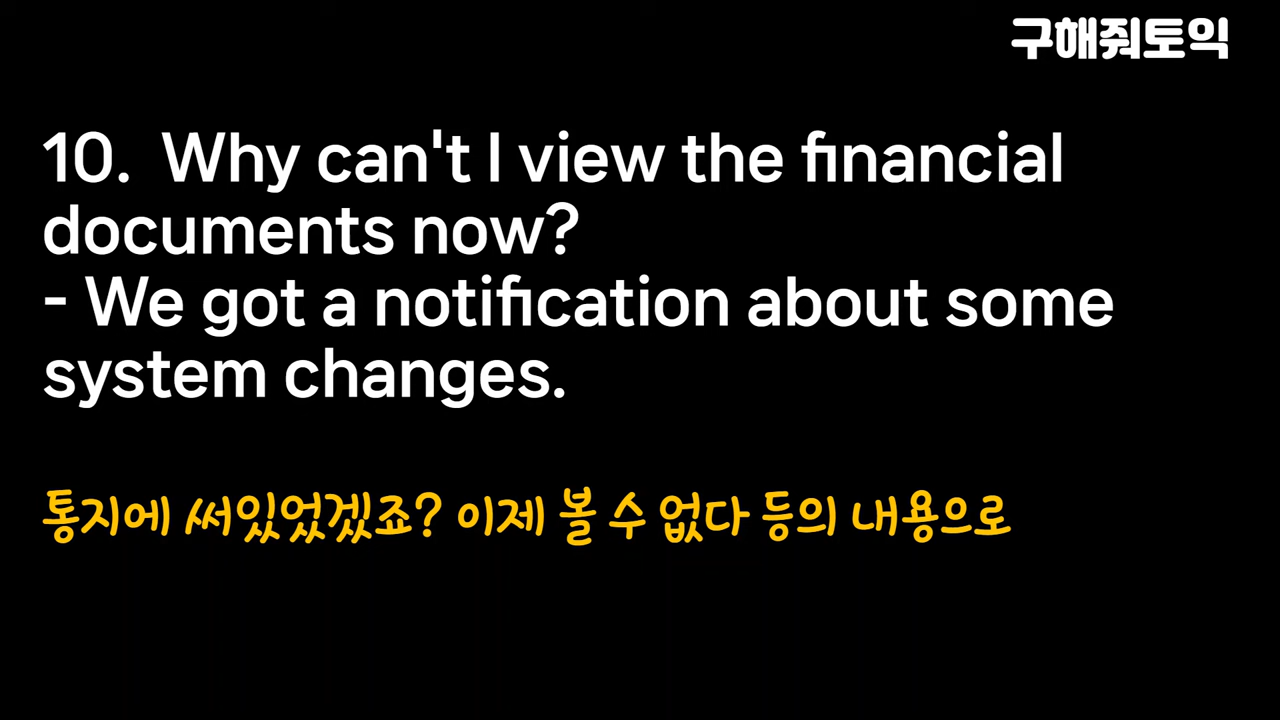 구해줘토익
10. Why can't I view the financial
documents now?
- We got a notification about some
system changes.
통지에 써있었겠죠? 이제 볼 수 없다 등의 내용으로